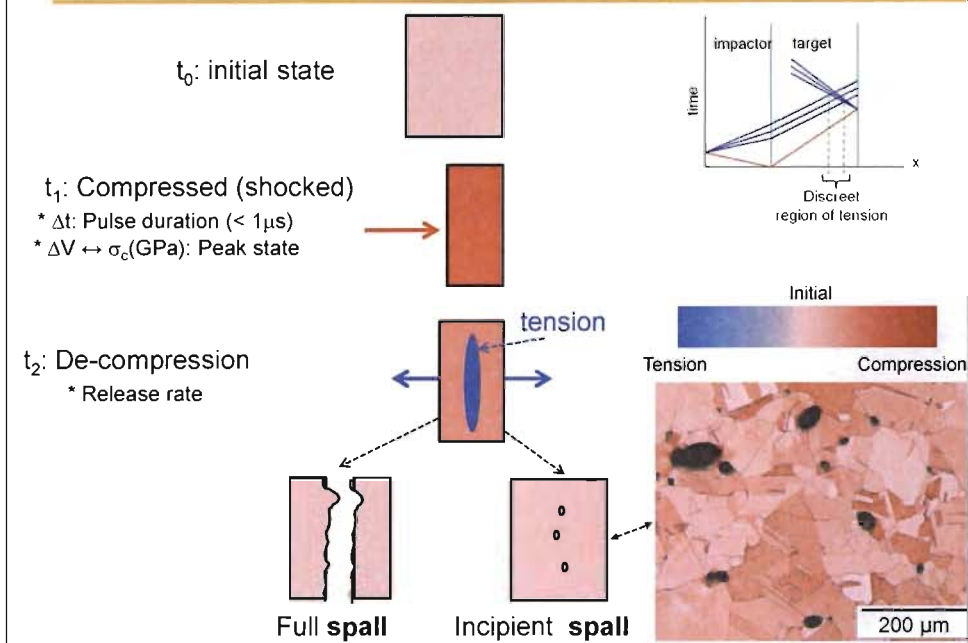 t₀: initial state
t₁: Compressed (shocked)
* Δt: Pulse duration (< 1μs)
* ΔV ↔ σc(GPa): Peak state
t₂: De-compression
* Release rate
tension
Full spall
Incipient spall
impactor
target
time
x
Discreet
region of tension
Initial
Tension
Compression
200 μm